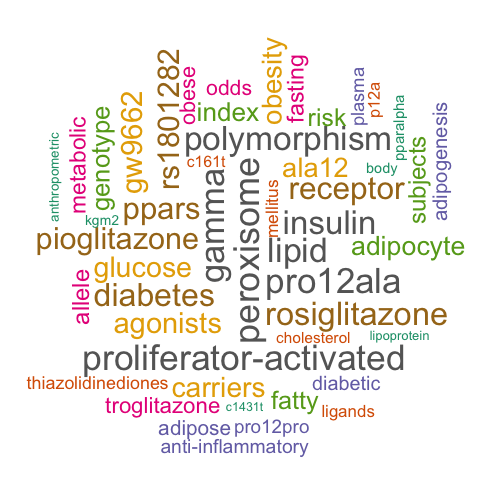 obesity
fasting
odds
obese
rs1801282
gw9662
genotype
metabolic
anthropometric
kgm2
index
risk
plasma
p12a
pparalpha
adipogenesis
subjects
polymorphism
c161t
ala12
body
receptor
mellitus
gamma
peroxisome
ppars
insulin
pioglitazone
lipid
adipocyte
glucose
pro12ala
allele
diabetes
rosiglitazone
agonists
cholesterol
lipoprotein
proliferator-activated
thiazolidinediones
carriers
diabetic
troglitazone
c1431t
fatty
ligands
adipose
pro12pro
anti-inflammatory